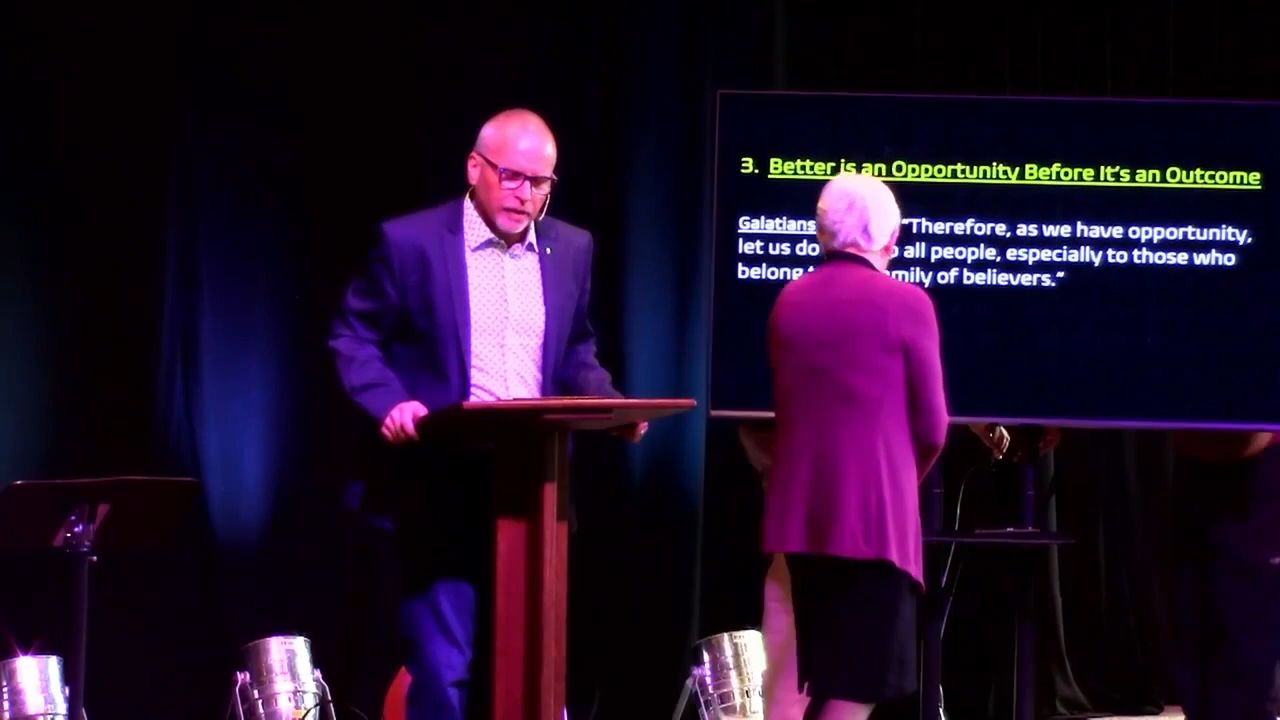 3. Better is an Opportunity Before It's an Outcome
Galatians "Therefore, as we have opportunity,
let us do all people, especially to those who
belong family of believers."